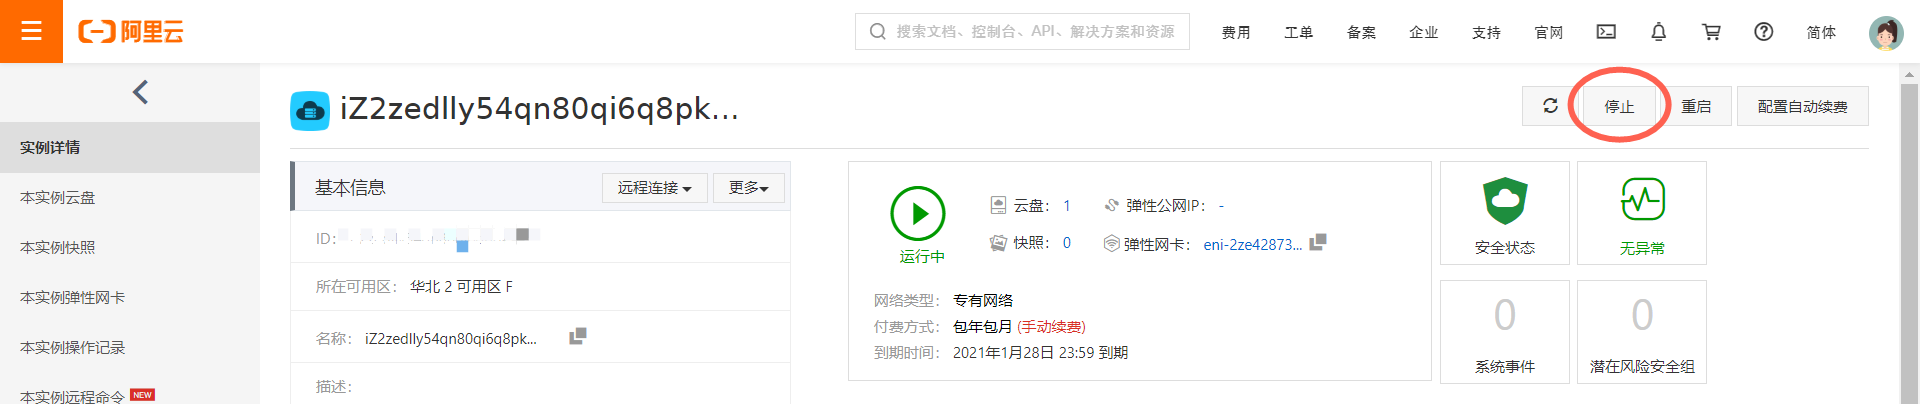 阿里云
搜索文档、控制台、API、解决方案和资源
费用 工单 备案 企业 支持 官网 简体
iZ2zedlly54qn80qi6q8pk...
停止 重启 配置自动续费
实例详情
本实例云盘
本实例快照
本实例弹性网卡
本实例操作记录
本实例远程命令 NEW
基本信息 远程连接 更多
ID:
所在可用区： 华北 2 可用区 F
名称： iZ2zedlly54qn80qi6q8pk...
描述：
运行中
云盘： 1 弹性公网IP： -
快照： 0 弹性网卡： eni-2ze42873...
网络类型： 专有网络
付费方式： 包年包月 (手动续费)
到期时间： 2021年1月28日 23:59 到期
安全状态
无异常
0
系统事件
0
潜在风险安全组